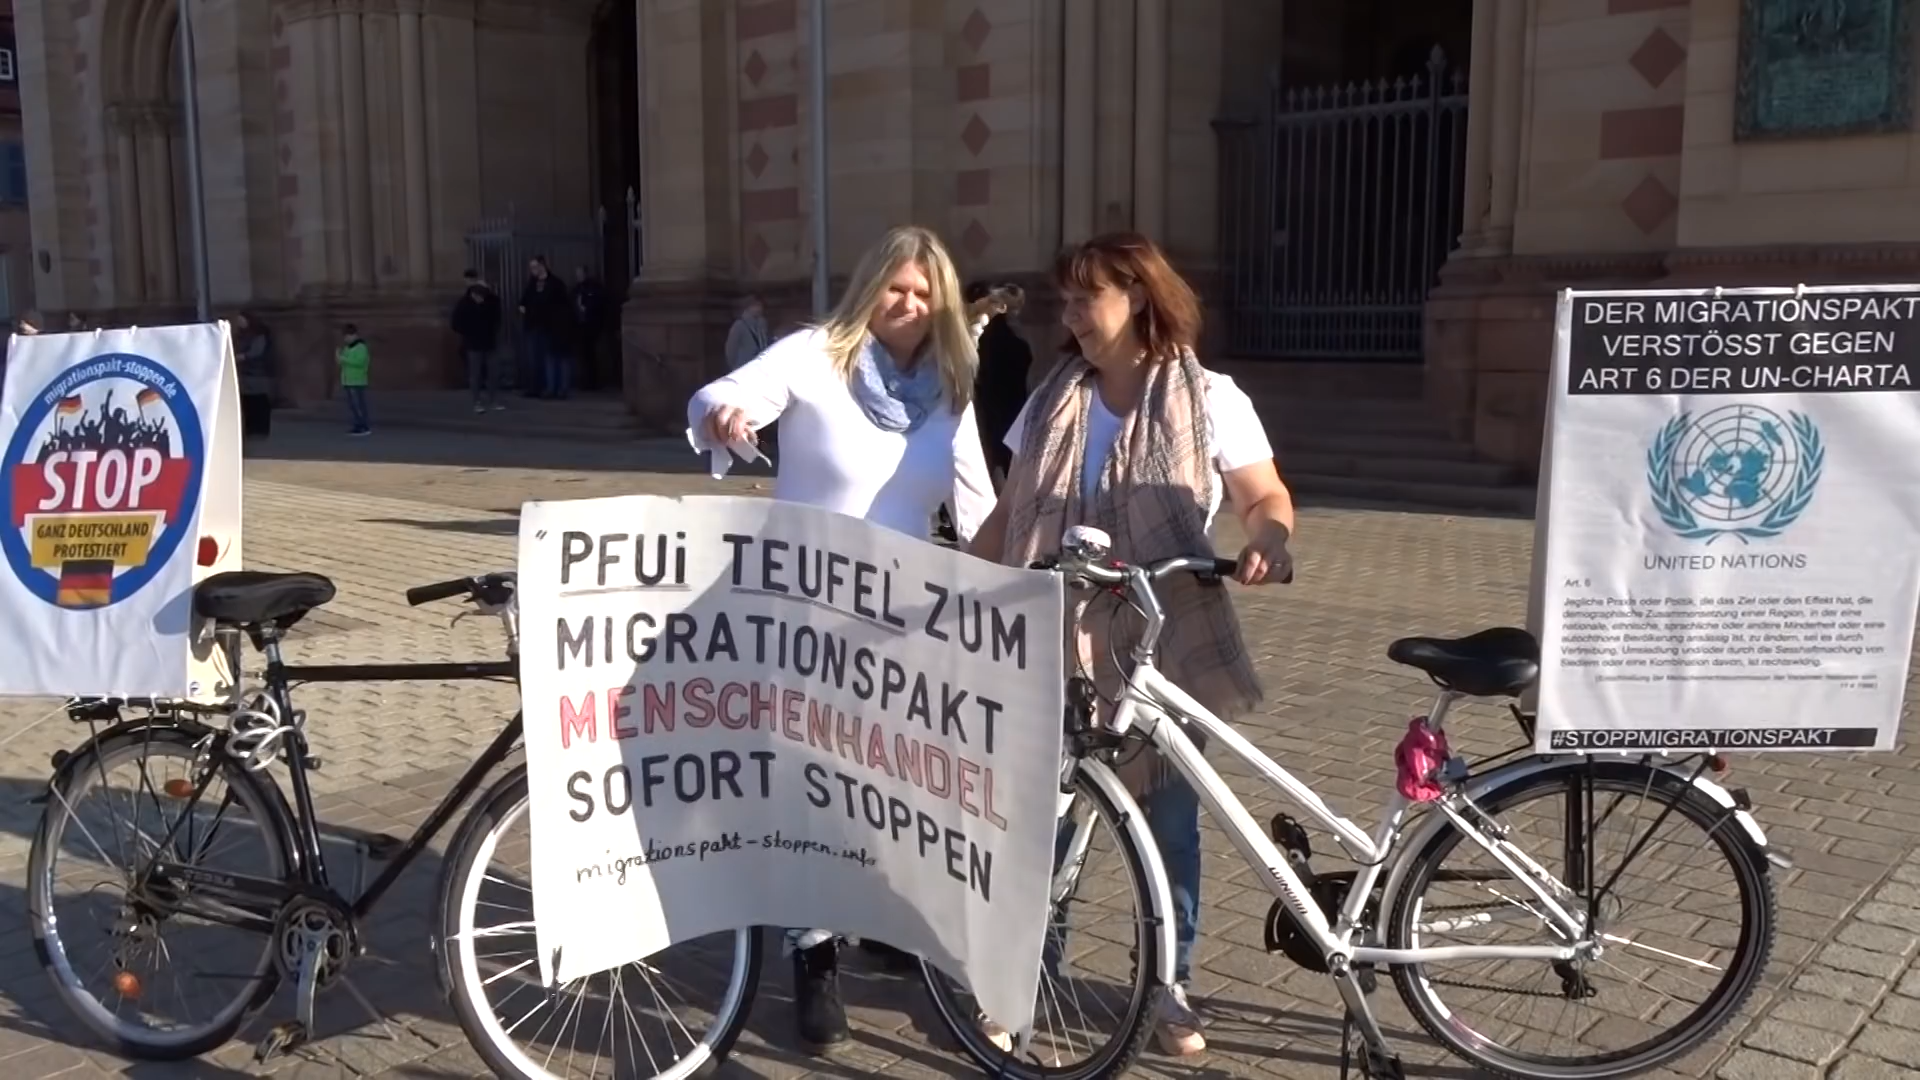 migrationspakt-stoppen.de
STOP
GANZ DEUTSCHLAND
PROTESTIERT
"PFUi TEUFEL" ZUM
MIGRATIONSPAKT
MENSCHENHANDEL
SOFORT STOPPEN
migrationspakt-stoppen.info
DER MIGRATIONSPAKT
VERSTÖSST GEGEN
ART 6 DER UN-CHARTA
UNITED NATIONS
Art. 6
Jegliche Praxis oder Politik, die das Ziel oder den Effekt hat, die
demographische Zusammensetzung einer Region, in der eine
nationale, ethnische, sprachliche oder andere Minderheit oder eine
autochthone Bevölkerung ansässig ist, zu ändern, sei es durch
Vertreibung, Umsiedlung und/oder durch die Sesshaftmachung von
Siedlern oder eine Kombination davon, ist rechtswidrig.
#STOPPMIGRATIONSPAKT
WINORA